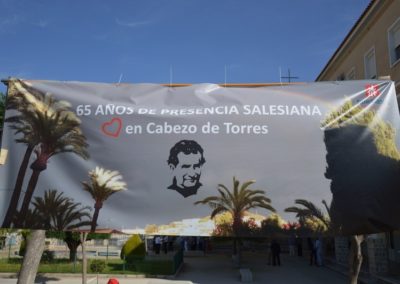 65 AÑOS DE PRESENCIA SALESIANA
en Cabezo de Torres